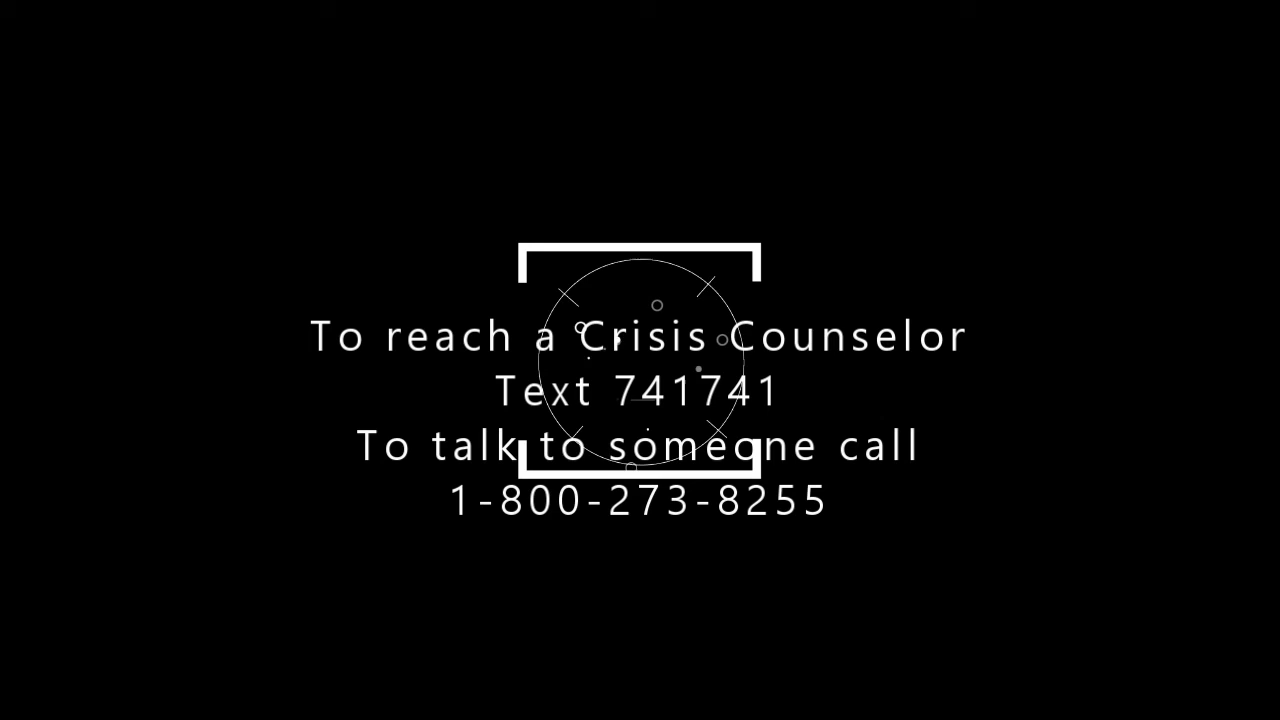 To reach a Crisis Counselor
Text 741741
To talk to someone call
1-800-273-8255